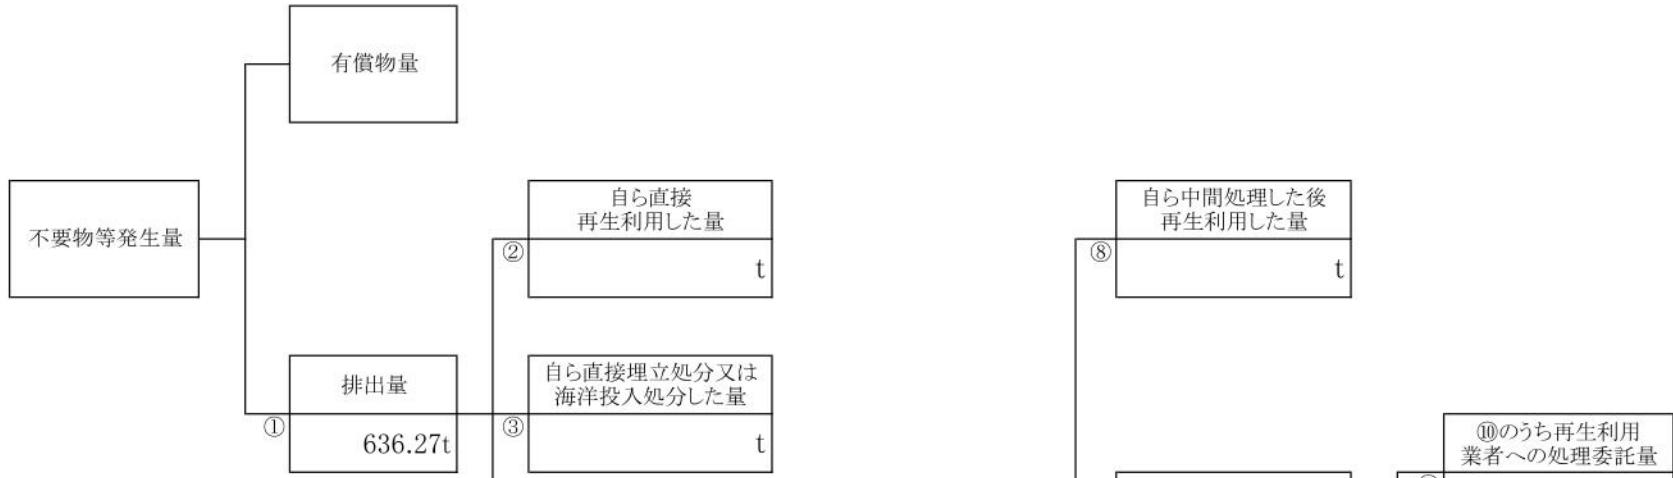 有償物量
不要物等発生量
自ら直接
再生利用した量
②
t
自ら中間処理した後
再生利用した量
⑧
t
排出量
①
636.27t
自ら直接埋立処分又は
海洋投入処分した量
③
t
⑩のうち再生利用
業者への処理委託量